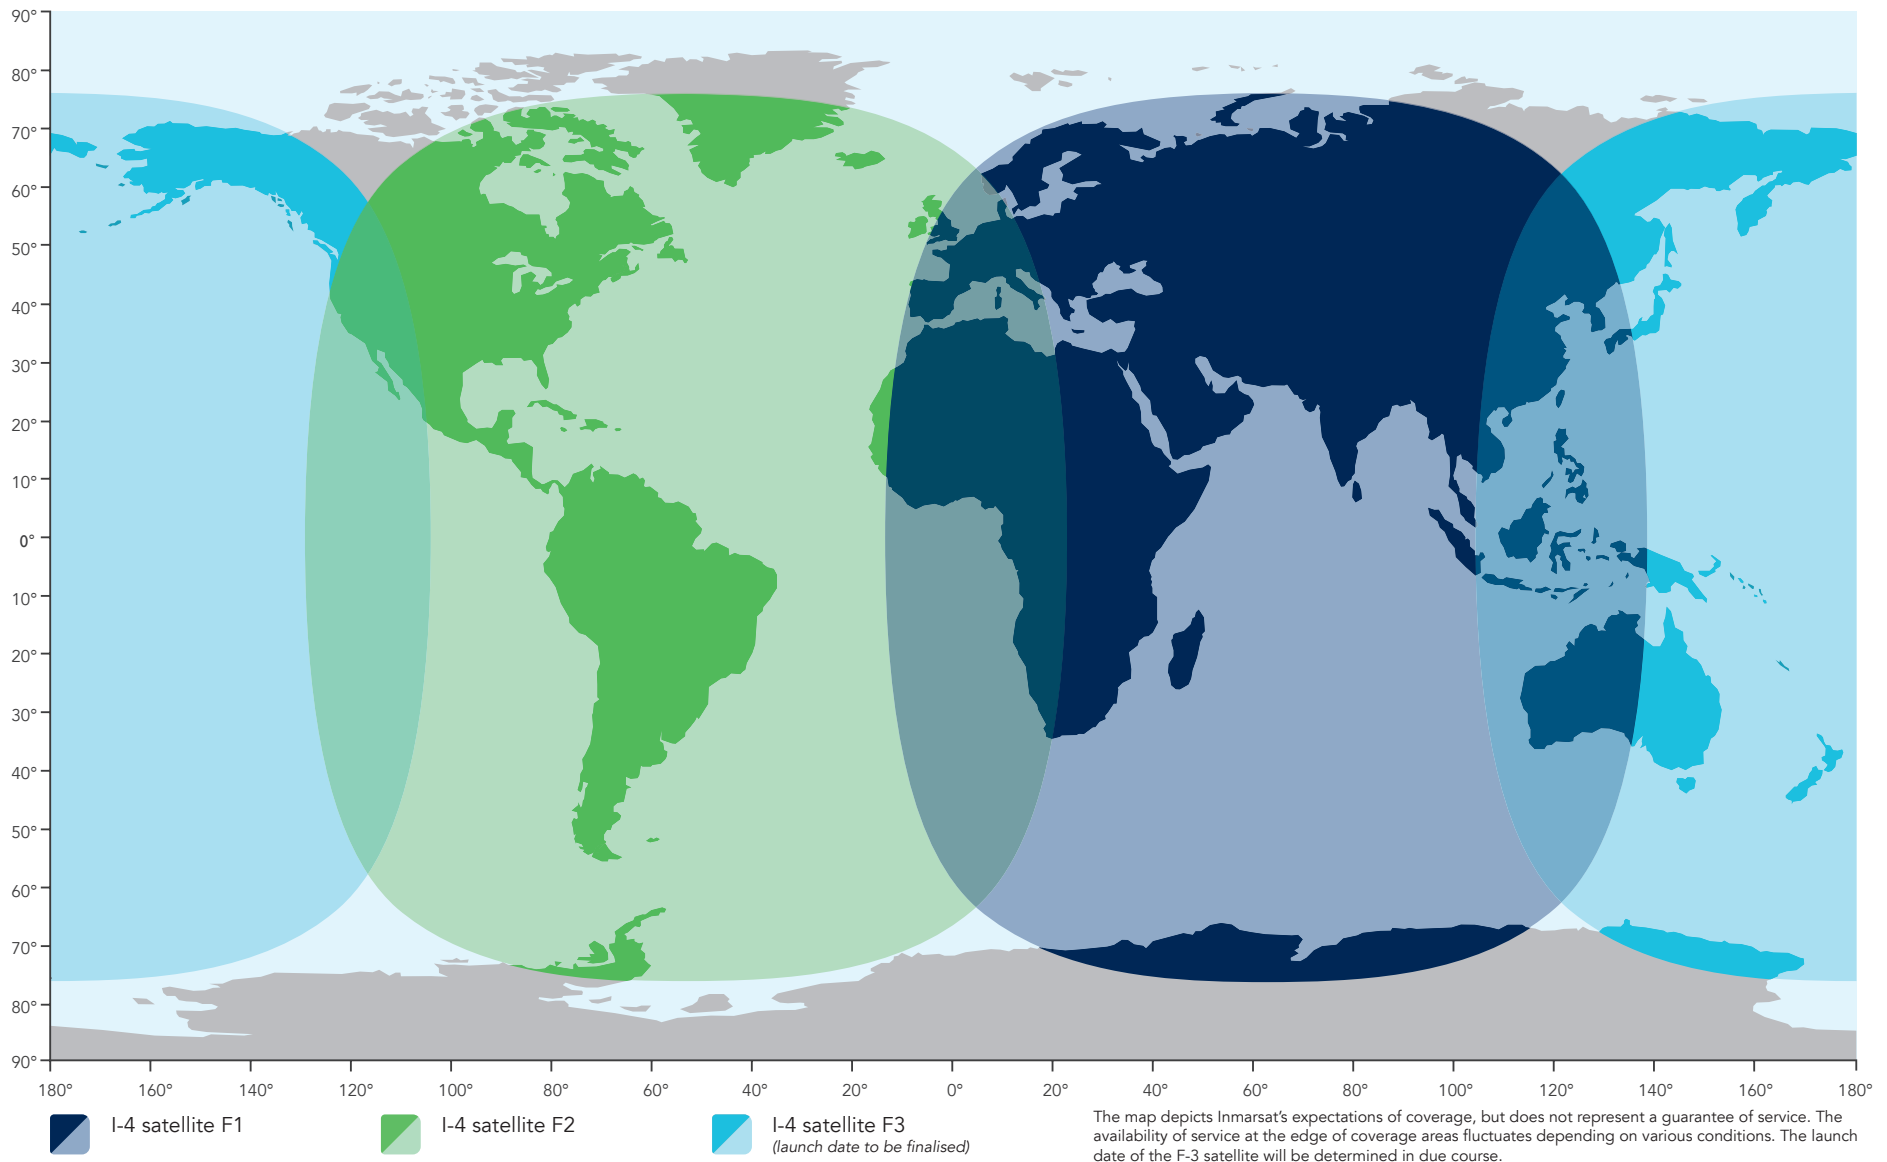 90°
80°
70°
60°
50°
40°
30°
20°
10°
0°
10°
20°
30°
40°
50°
60°
70°
80°
90°
180° 160° 140° 120° 100° 80° 60° 40° 20° 0° 20° 40° 60° 80° 100° 120° 140° 160° 180°
I-4 satellite F1
I-4 satellite F2
I-4 satellite F3
(launch date to be finalised)
The map depicts Inmarsat’s expectations of coverage, but does not represent a guarantee of service. The
availability of service at the edge of coverage areas fluctuates depending on various conditions. The launch
date of the F-3 satellite will be determined in due course.